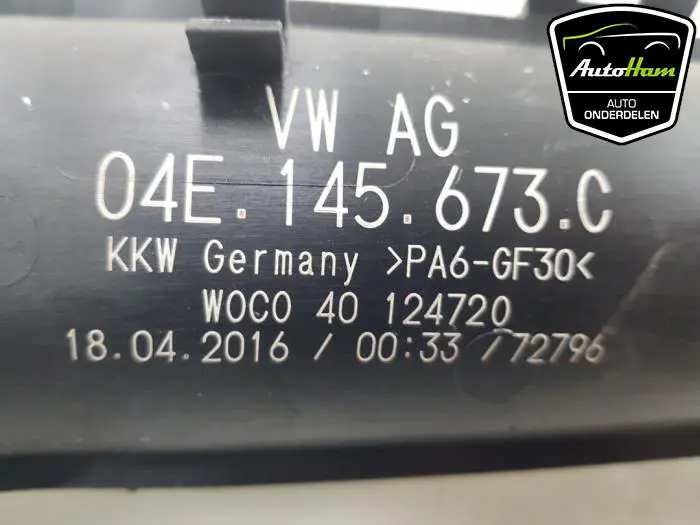 AutoHam
AUTO
ONDERDELEN
VW AG
04E.145.673.C
KKW Germany >PA6-GF30<
WOCO 40 124720
18.04.2016 / 00:33 /72796